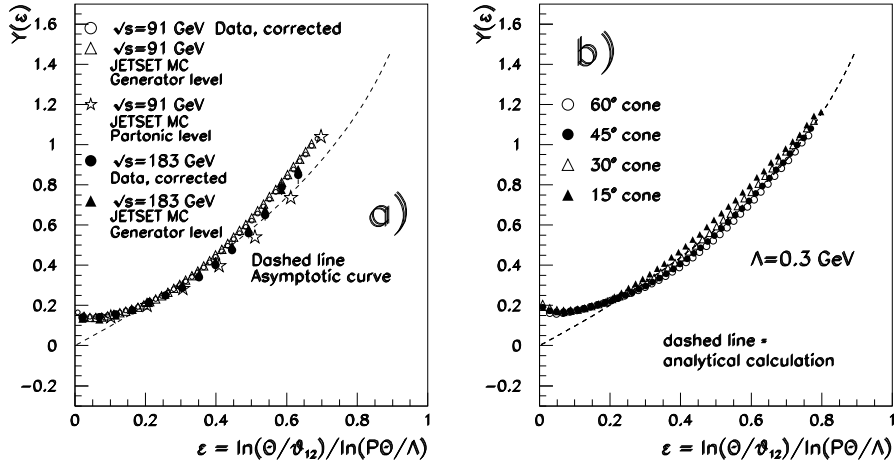 Y(ε)
1.6
1.4
1.2
1
0.8
0.6
0.4
0.2
0
−0.2
0
0.2
0.4
0.6
0.8
1
ε = ln(Θ/ϑ12)/ln(PΘ/Λ)
√s=91 GeV Data, corrected
√s=91 GeV
JETSET MC
Generator level
√s=91 GeV
JETSET MC
Partonic level
√s=183 GeV
Data, corrected
√s=183 GeV
JETSET MC
Generator level
a)
Dashed line
Asymptotic curve
Y(ε)
1.6
1.4
1.2
1
0.8
0.6
0.4
0.2
0
−0.2
0
0.2
0.4
0.6
0.8
1
ε = ln(Θ/ϑ12)/ln(PΘ/Λ)
b)
60° cone
45° cone
30° cone
15° cone
Λ=0.3 GeV
dashed line =
analytical calculation